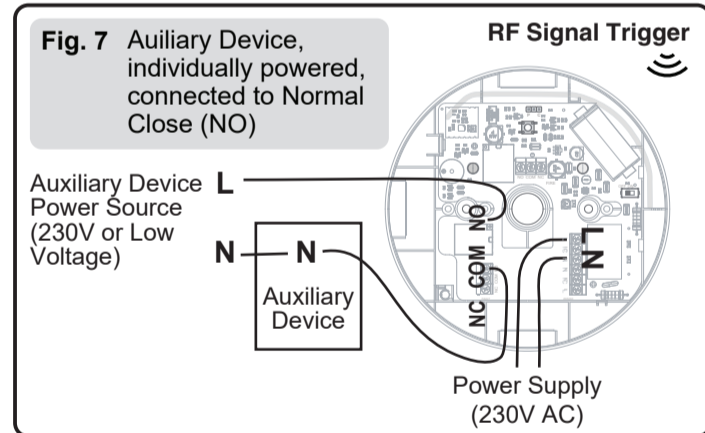 Fig. 7 Auiliary Device,
individually powered,
connected to Normal
Close (NO)
RF Signal Trigger
Auxiliary Device
Power Source
(230V or Low
Voltage)
L
N
N
Auxiliary
Device
NC COM NO
L N
Power Supply
(230V AC)